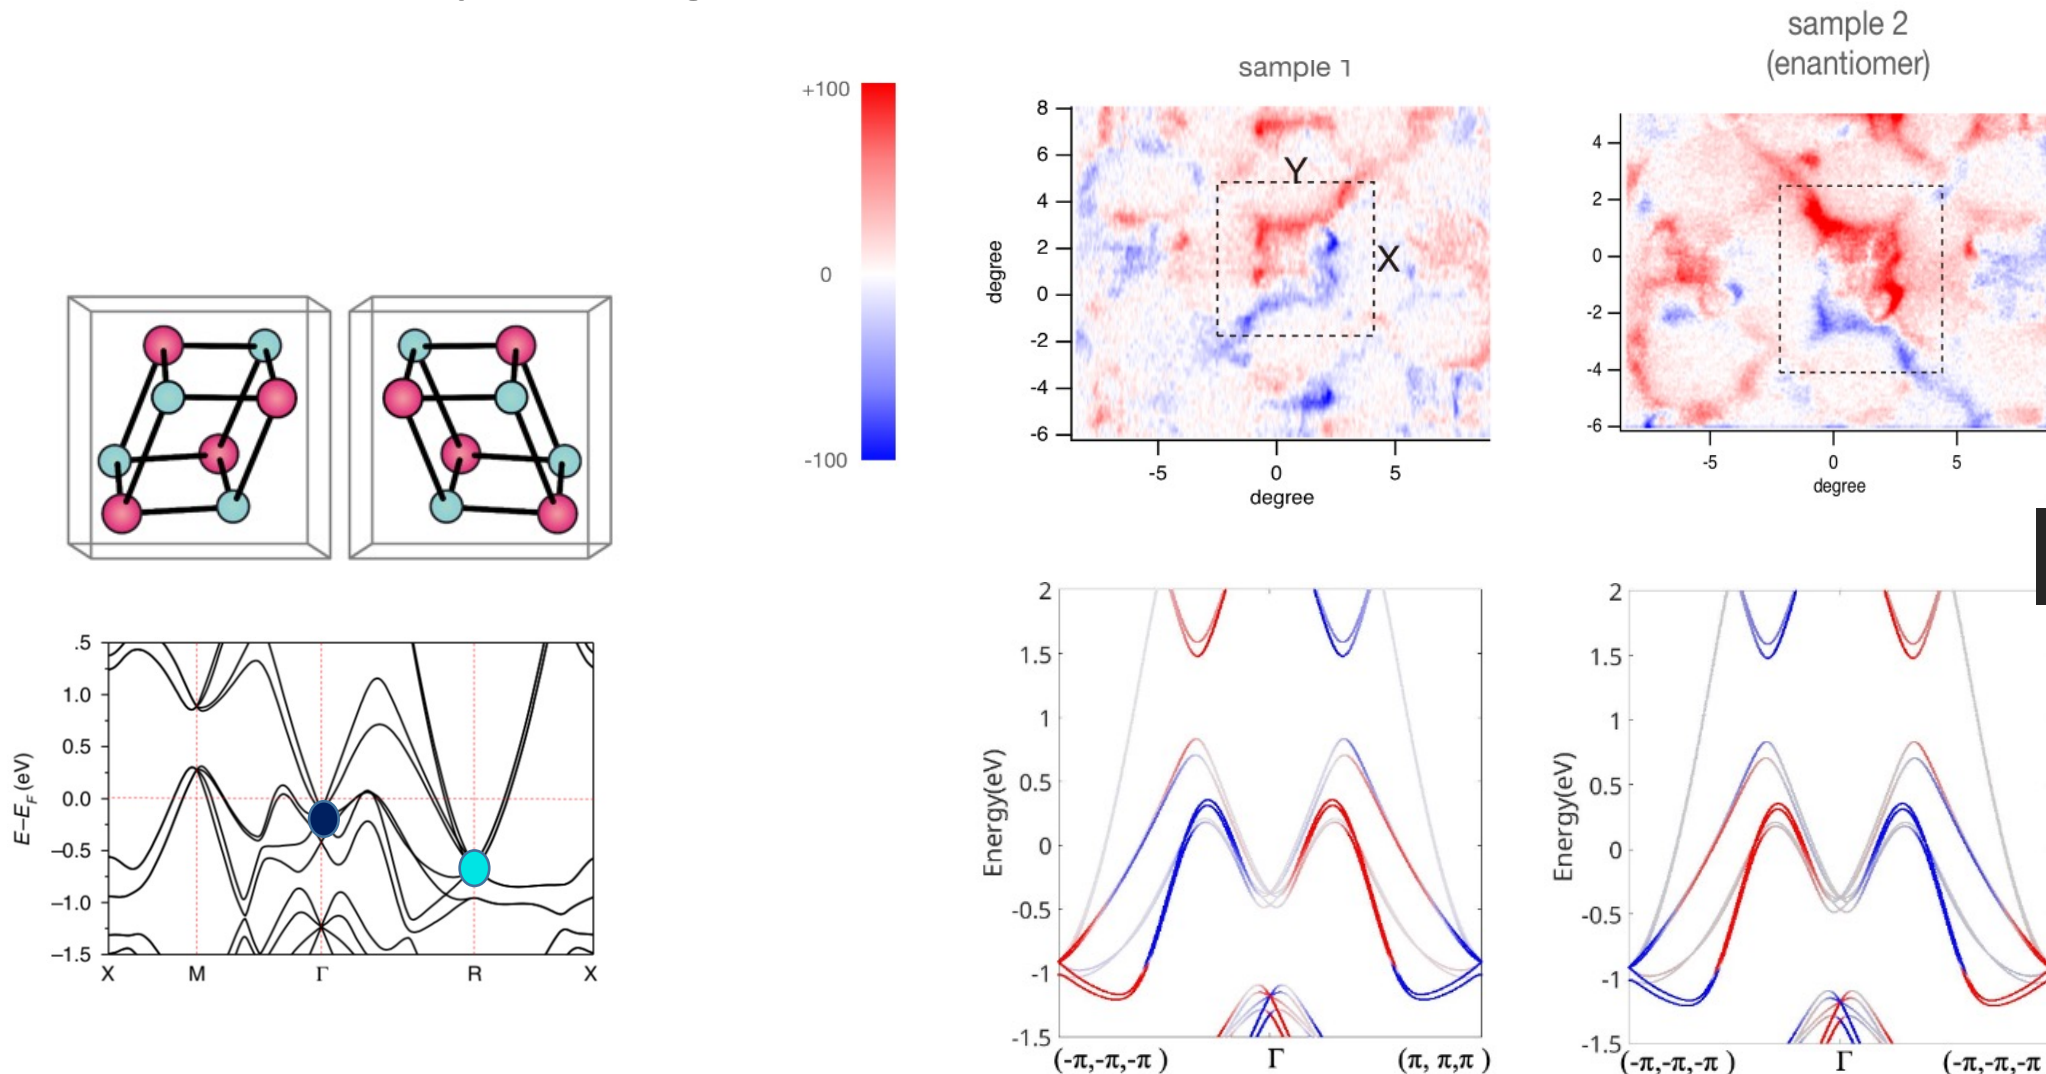 sample 1
sample 2
(enantiomer)
+100
0
-100
8
6
4
2
0
-2
-4
-6
degree
Y
X
-5
0
5
degree
4
2
0
-2
-4
-6
-5
0
5
degree
.5
1.0
0.5
0.0
−0.5
−1.0
−1.5
E−E_F (eV)
X
M
Γ
R
X
2
1.5
1
0.5
0
-0.5
-1
-1.5
Energy(eV)
(-π,-π,-π )
Γ
(π, π,π )
2
1.5
1
0.5
0
-0.5
-1
-1.5
Energy(eV)
(-π,-π,-π )
Γ
(-π,-π,-π